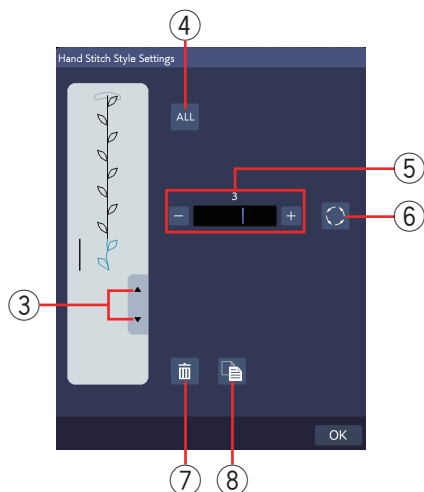 ④
Hand Stitch Style Settings
ALL
⑤
3
− +
⑥
③
OK
⑦ ⑧